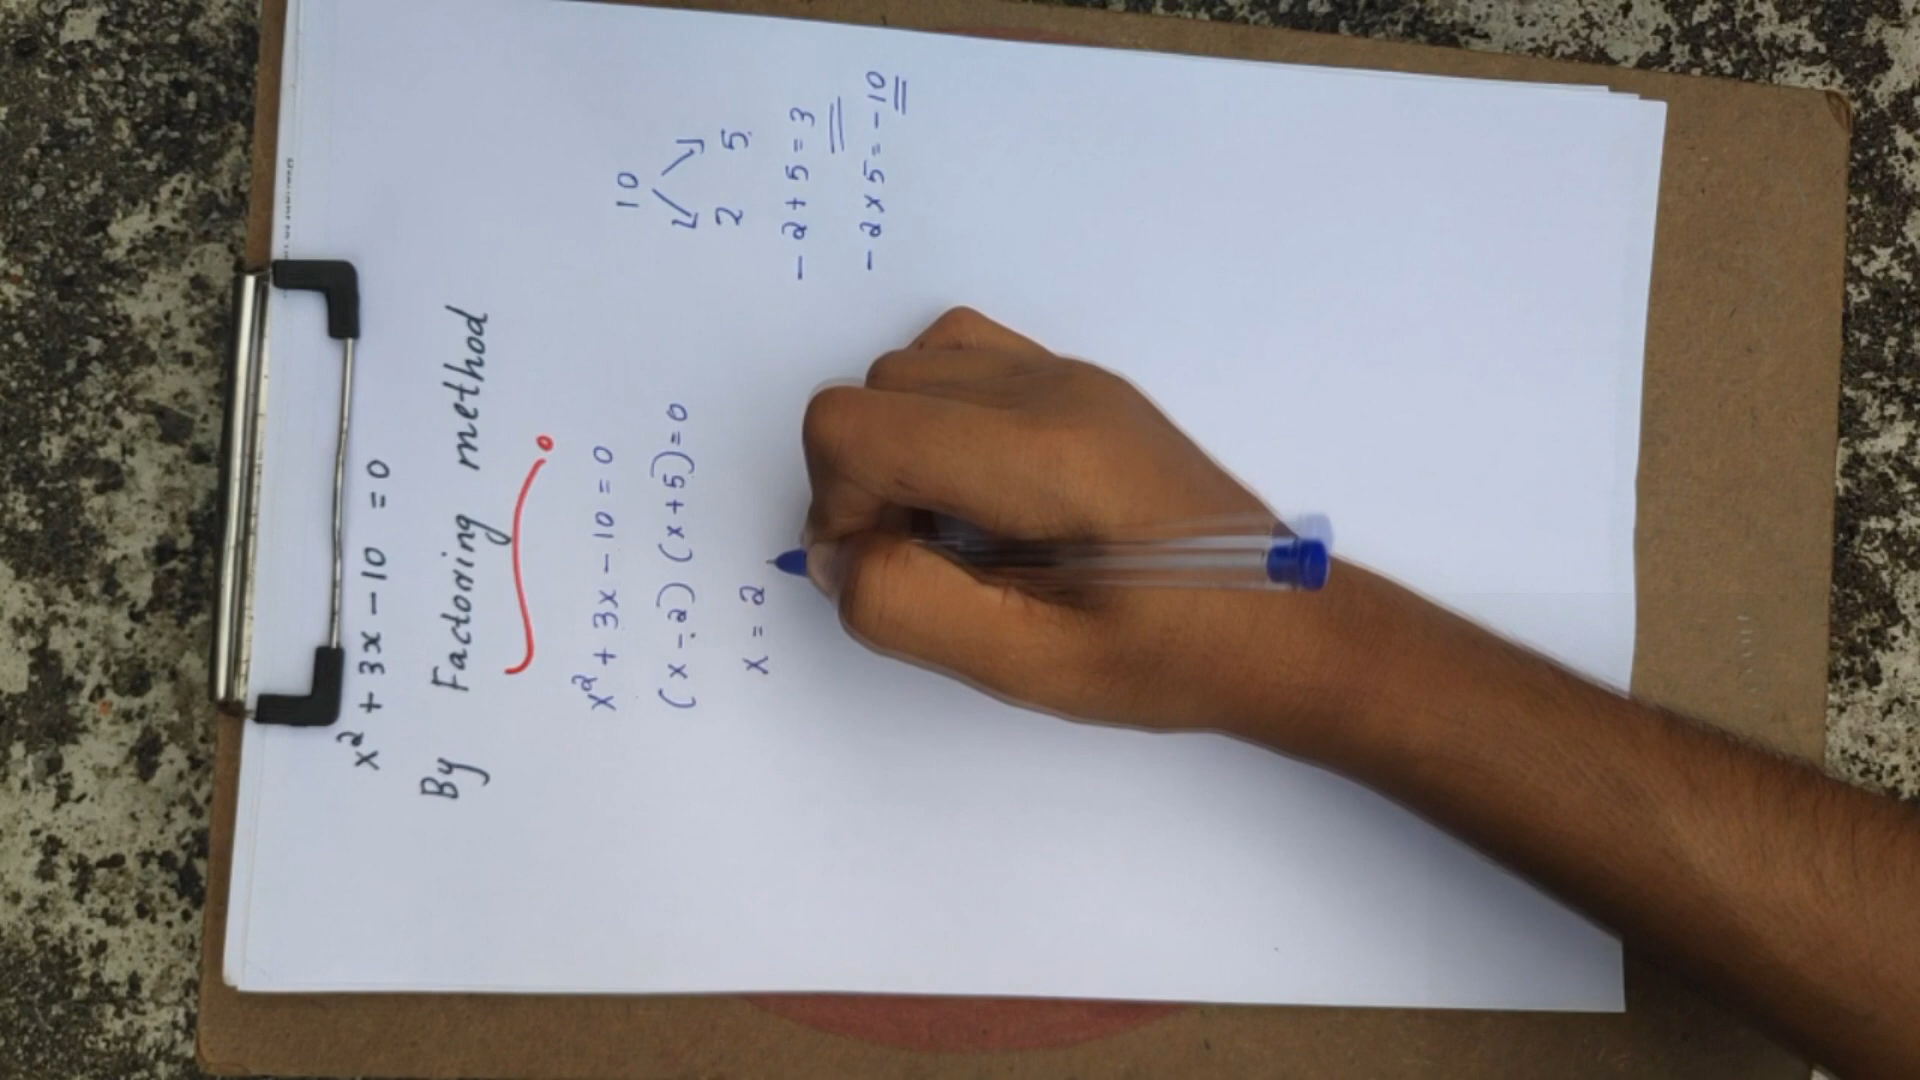 x² + 3x - 10 = 0
By Factoring method
x² + 3x - 10 = 0
(x - 2) (x + 5) = 0
x = 2
10
2 5
- 2 + 5 = 3
- 2 x 5 = - 10